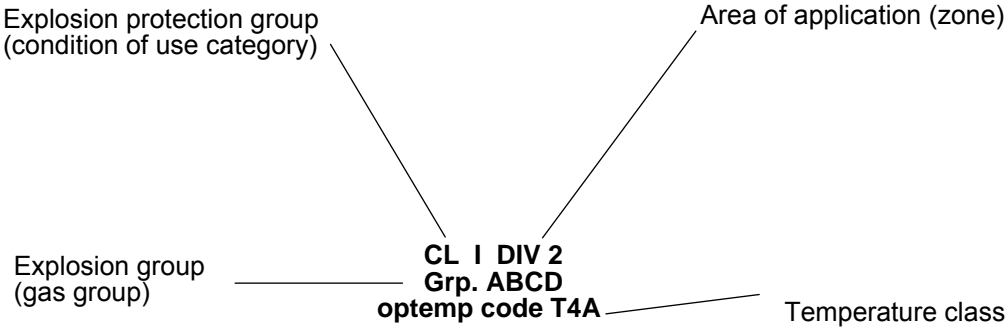 Explosion protection group
(condition of use category)
Area of application (zone)
CL I DIV 2
Grp. ABCD
optemp code T4A
Explosion group
(gas group)
Temperature class